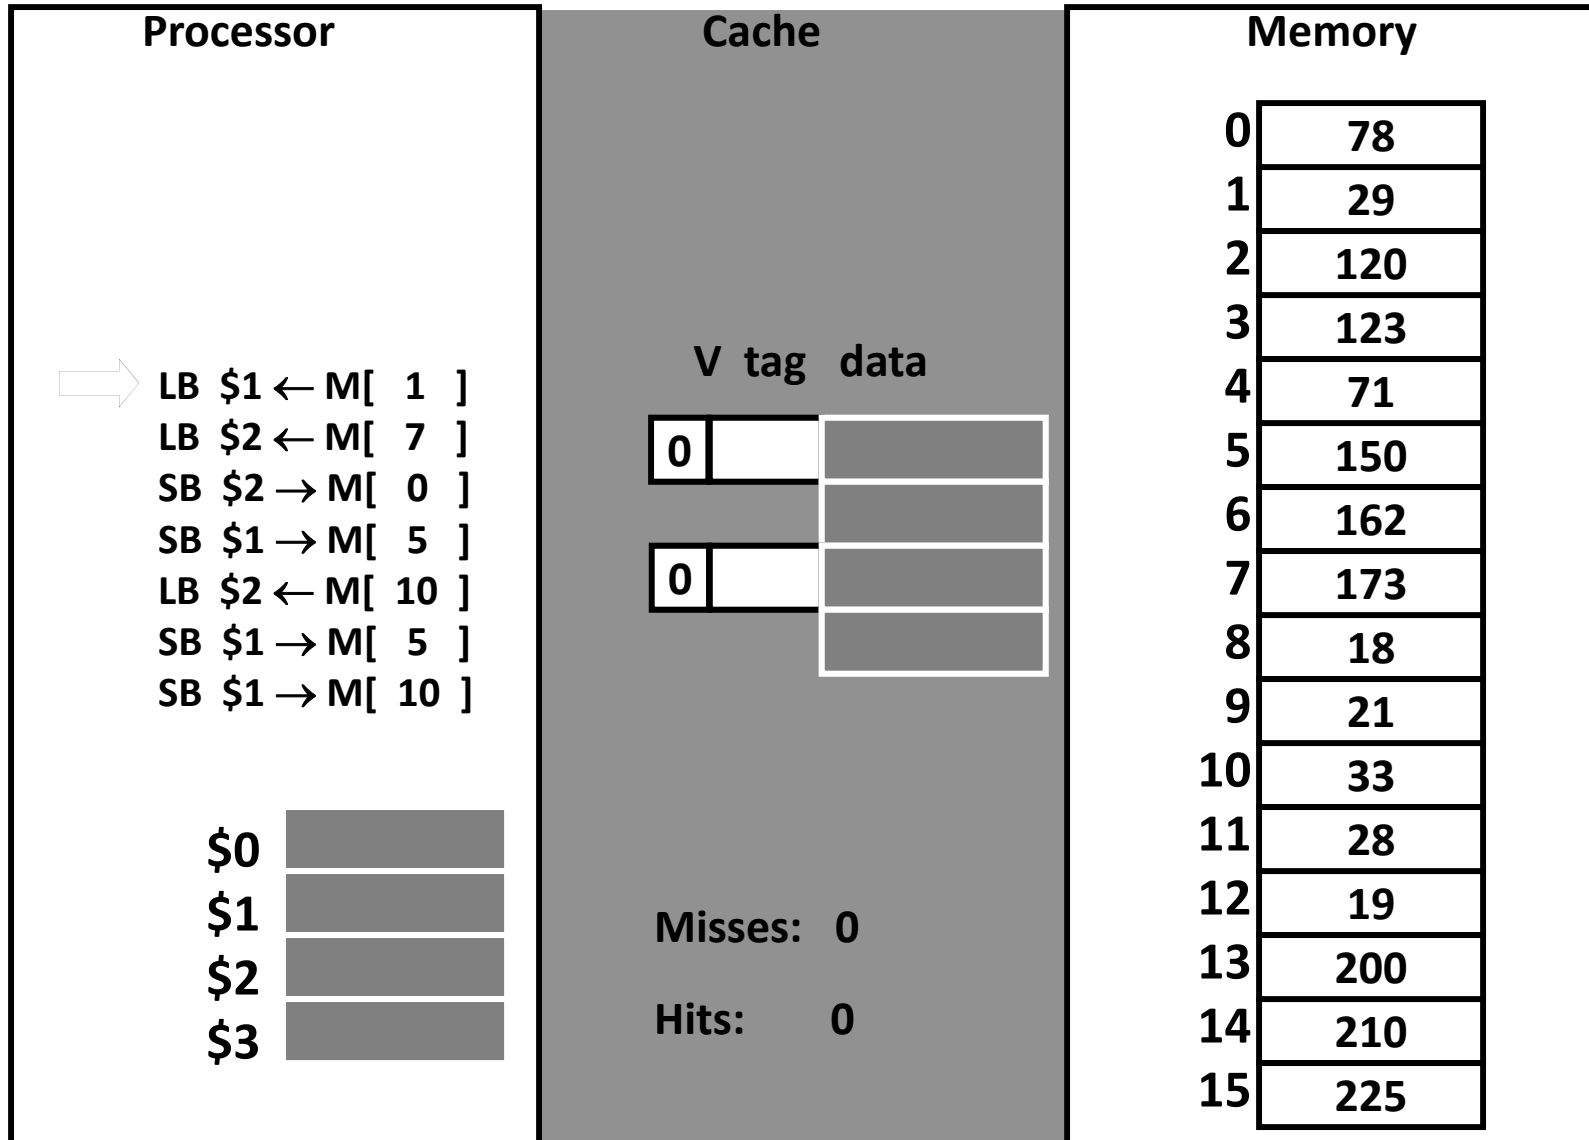 Processor
LB $1 ← M[ 1 ]
LB $2 ← M[ 7 ]
SB $2 → M[ 0 ]
SB $1 → M[ 5 ]
LB $2 ← M[ 10 ]
SB $1 → M[ 5 ]
SB $1 → M[ 10 ]
$0
$1
$2
$3
Cache
V tag data
0
0
Misses: 0
Hits: 0
Memory
0 78
1 29
2 120
3 123
4 71
5 150
6 162
7 173
8 18
9 21
10 33
11 28
12 19
13 200
14 210
15 225